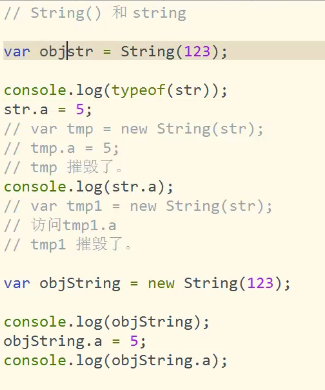 // String() 和 string
var objstr = String(123);
console.log(typeof(str));
str.a = 5;
// var tmp = new String(str);
// tmp.a = 5;
// tmp 摧毁了。
console.log(str.a);
// var tmp1 = new String(str);
// 访问tmp1.a
// tmp1 摧毁了。
var objString = new String(123);
console.log(objString);
objString.a = 5;
console.log(objString.a);